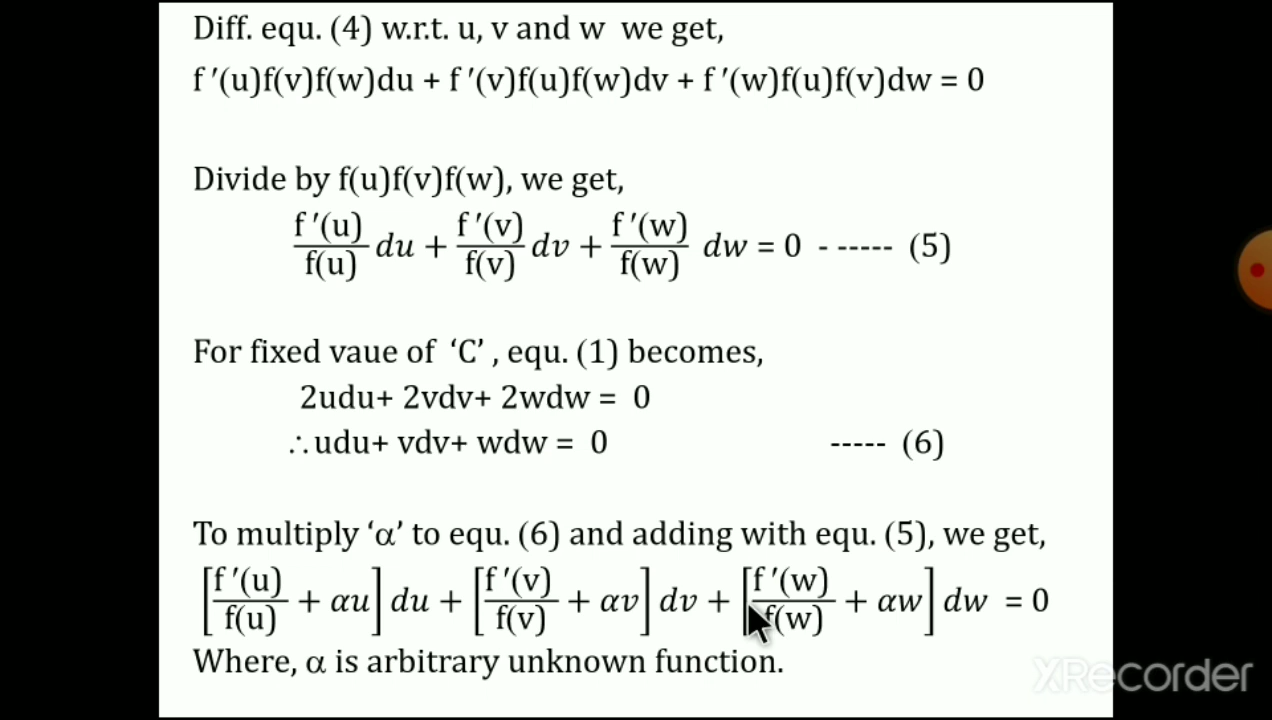 Diff. equ. (4) w.r.t. u, v and w we get,
f ′(u)f(v)f(w)du + f ′(v)f(u)f(w)dv + f ′(w)f(u)f(v)dw = 0
Divide by f(u)f(v)f(w), we get,
f ′(u)/f(u) du + f ′(v)/f(v) dv + f ′(w)/f(w) dw = 0 - ----- (5)
For fixed vaue of ‘C’ , equ. (1) becomes,
2udu+ 2vdv+ 2wdw = 0
∴ udu+ vdv+ wdw = 0 ----- (6)
To multiply ‘α’ to equ. (6) and adding with equ. (5), we get,
[f ′(u)/f(u) + αu] du + [f ′(v)/f(v) + αv] dv + [f ′(w)/f(w) + αw] dw = 0
Where, α is arbitrary unknown function.
XRecorder